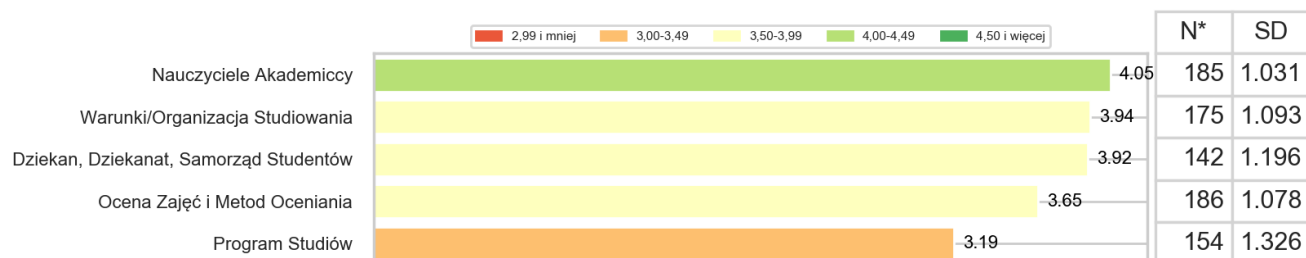 2,99 i mniej 3,00-3,49 3,50-3,99 4,00-4,49 4,50 i więcej N* SD
Nauczyciele Akademiccy 4.05 185 1.031
Warunki/Organizacja Studiowania 3.94 175 1.093
Dziekan, Dziekanat, Samorząd Studentów 3.92 142 1.196
Ocena Zajęć i Metod Oceniania 3.65 186 1.078
Program Studiów 3.19 154 1.326